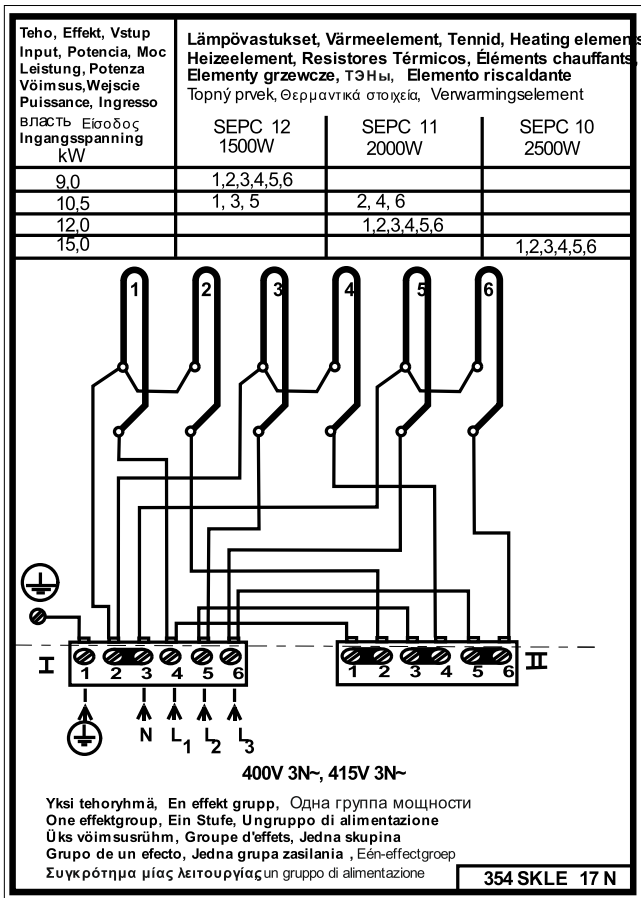 Teho, Effekt, Vstup
Input, Potencia, Moc
Leistung, Potenza
Vöimsus,Wejscie
Puissance, Ingresso
власть Είσοδος
Ingangsspanning
kW
Lämpövastukset, Värmeelement, Tennid, Heating elements
Heizeelement, Resistores Térmicos, Éléments chauffants,
Elementy grzewcze, ТЭНы, Elemento riscaldante
Topný prvek, Θερμαντικά στοιχεία, Verwarmingselement
SEPC 12 SEPC 11 SEPC 10
1500W 2000W 2500W
9,0 1,2,3,4,5,6
10,5 1, 3, 5 2, 4, 6
12,0 1,2,3,4,5,6
15,0 1,2,3,4,5,6
1 2 3 4 5 6
I 1 2 3 4 5 6
1 2 3 4 5 6 II
N L1 L2 L3
400V 3N~, 415V 3N~
Yksi tehoryhmä, En effekt grupp, Одна группа мощности
One effektgroup, Ein Stufe, Ungruppo di alimentazione
Üks vöimsusrühm, Groupe d'effets, Jedna skupina
Grupo de un efecto, Jedna grupa zasilania , Eén-effectgroep
Συγκρότημα μίας λειτουργίας un gruppo di alimentazione
354 SKLE 17 N